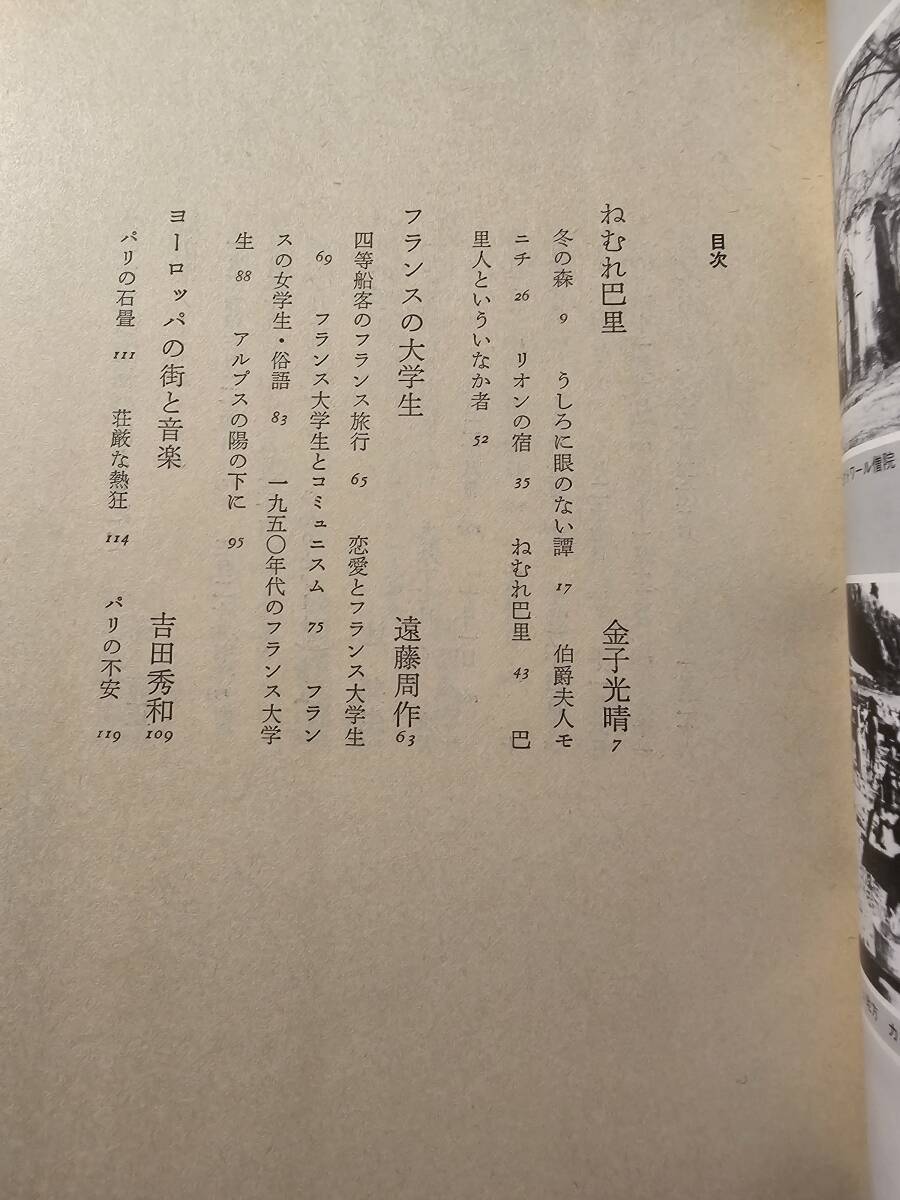 目次
ねむれ巴里 金子光晴 7
冬の森 9 うしろに眼のない譚 17 伯爵夫人モ
ニチ 26 リオンの宿 35 ねむれ巴里 43 巴
里人といういなか者 52
フランスの大学生 遠藤周作 63
四等船客のフランス旅行 65 恋愛とフランス大学生
69 フランス大学生とコミュニスム 75 フラン
スの女学生・俗語 83 一九五〇年代のフランス大学
生 88 アルプスの陽の下に 95
ヨーロッパの街と音楽 吉田秀和 109
パリの石畳 111 荘厳な熱狂 114 パリの不安 119